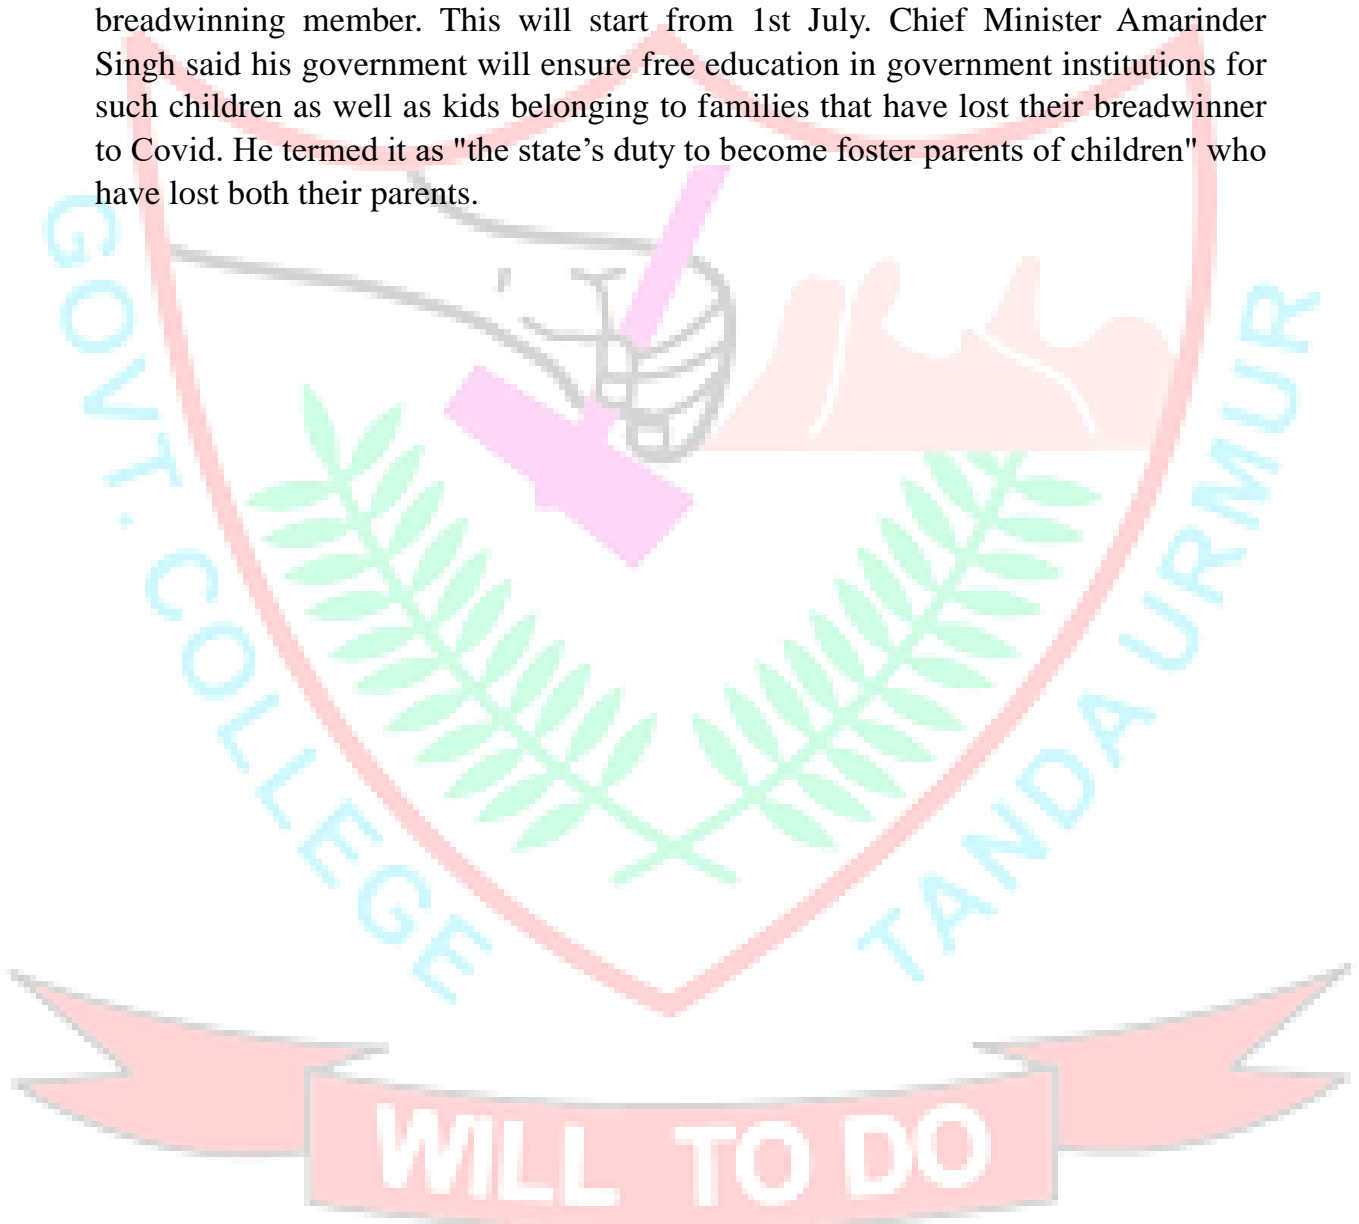 breadwinning member. This will start from 1st July. Chief Minister Amarinder
Singh said his government will ensure free education in government institutions for
such children as well as kids belonging to families that have lost their breadwinner
to Covid. He termed it as "the state’s duty to become foster parents of children" who
have lost both their parents.
GOVT. COLLEGE
TANDA URMUR
WILL TO DO